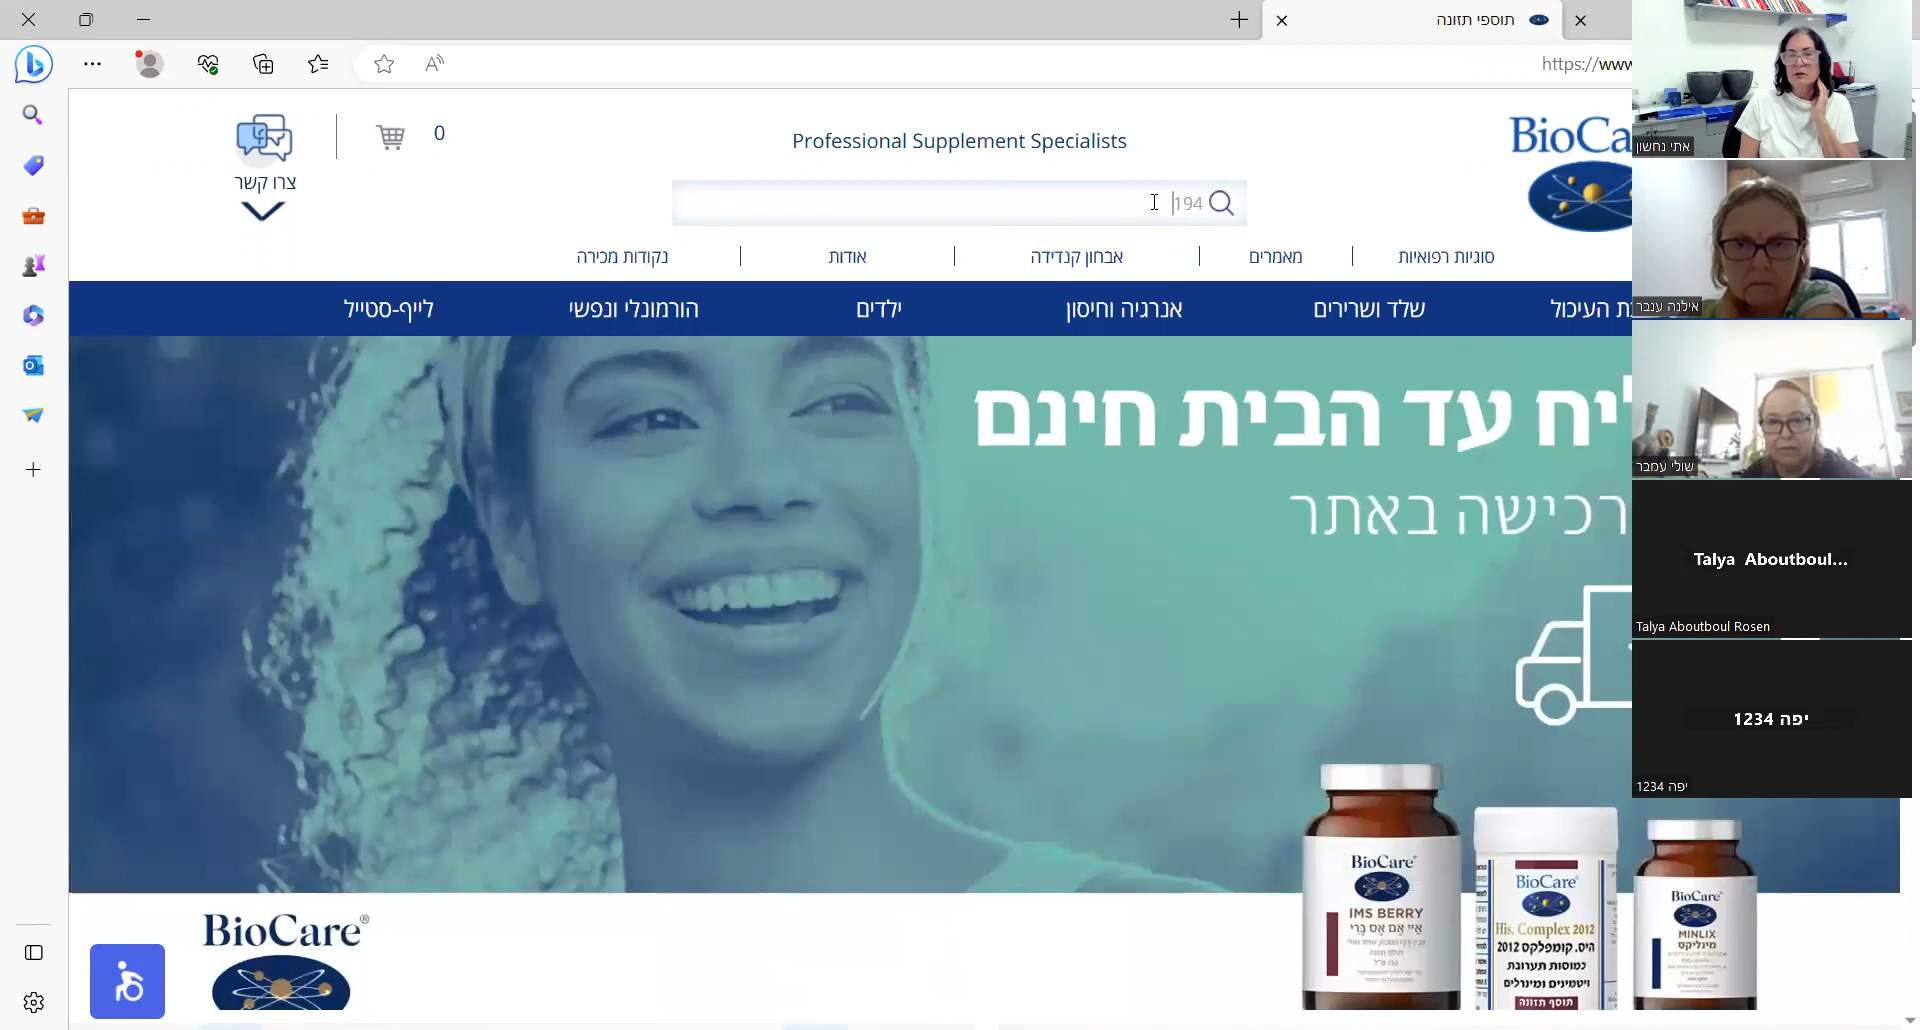 תוספי תזונה
https://www
צרו קשר
0
Professional Supplement Specialists
194
BioCa
סוגיות רפואיות
מאמרים
אבחון קנדידה
אודות
נקודות מכירה
ת העיכול
שלד ושרירים
אנרגיה וחיסון
ילדים
הורמונלי ונפשי
לייף-סטייל
יח עד הבית חינם
רכישה באתר
BioCare®
IMS BERRY
איי אם אס ברי
BioCare®
His. Complex 2012
היס. קומפלקס 2012
כמוסות תערובת
ויטמינים ומינרלים
תוסף תזונה
BioCare®
MINLIX
מינליקס
BioCare®
אתי נחשון
אילנה ענבר
שולי עמבר
Talya Aboutboul...
Talya Aboutboul Rosen
יפה 1234
יפה 1234